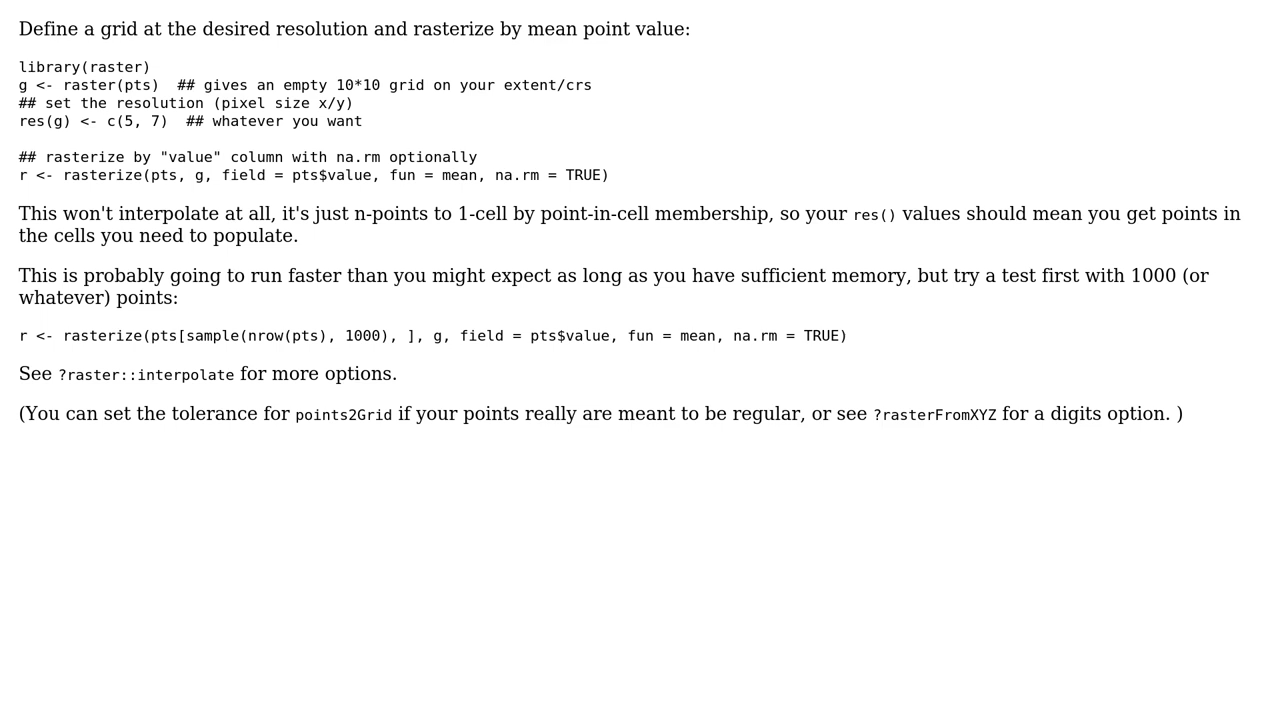 Define a grid at the desired resolution and rasterize by mean point value:
library(raster)
g <- raster(pts)  ## gives an empty 10*10 grid on your extent/crs
## set the resolution (pixel size x/y)
res(g) <- c(5, 7)  ## whatever you want
## rasterize by "value" column with na.rm optionally
r <- rasterize(pts, g, field = pts$value, fun = mean, na.rm = TRUE)
This won't interpolate at all, it's just n-points to 1-cell by point-in-cell membership, so your res() values should mean you get points in
the cells you need to populate.
This is probably going to run faster than you might expect as long as you have sufficient memory, but try a test first with 1000 (or
whatever) points:
r <- rasterize(pts[sample(nrow(pts), 1000), ], g, field = pts$value, fun = mean, na.rm = TRUE)
See ?raster::interpolate for more options.
(You can set the tolerance for points2Grid if your points really are meant to be regular, or see ?rasterFromXYZ for a digits option. )